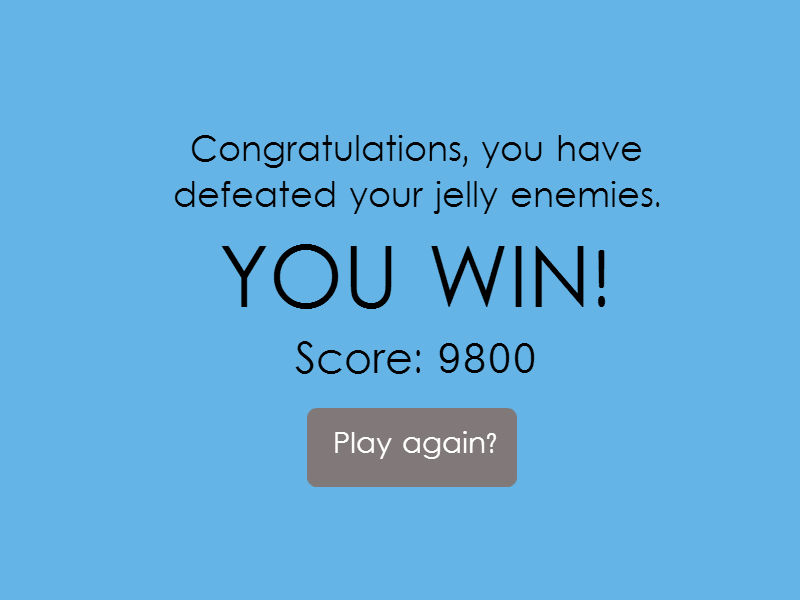 Congratulations, you have
defeated your jelly enemies.
YOU WIN!
Score: 9800
Play again?